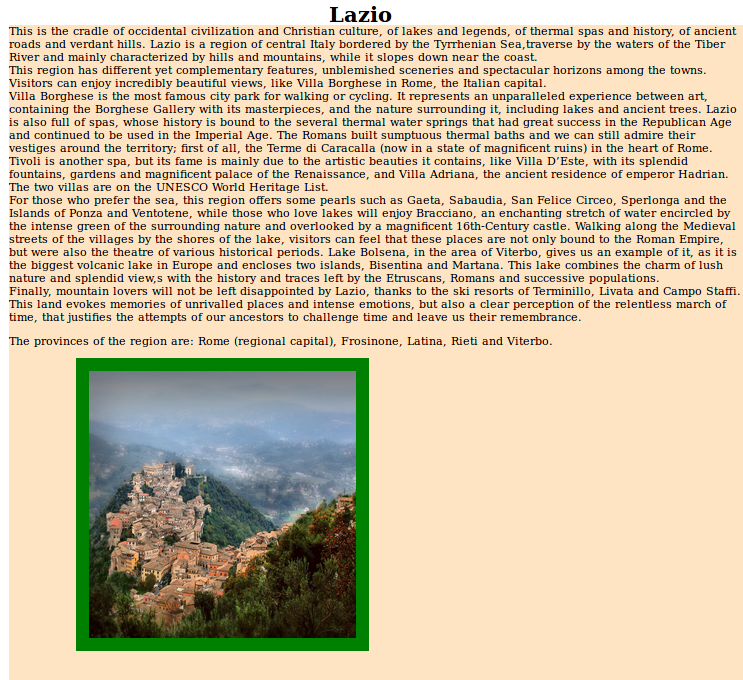 Lazio
This is the cradle of occidental civilization and Christian culture, of lakes and legends, of thermal spas and history, of ancient
roads and verdant hills. Lazio is a region of central Italy bordered by the Tyrrhenian Sea,traverse by the waters of the Tiber
River and mainly characterized by hills and mountains, while it slopes down near the coast.
This region has different yet complementary features, unblemished sceneries and spectacular horizons among the towns.
Visitors can enjoy incredibly beautiful views, like Villa Borghese in Rome, the Italian capital.
Villa Borghese is the most famous city park for walking or cycling. It represents an unparalleled experience between art,
containing the Borghese Gallery with its masterpieces, and the nature surrounding it, including lakes and ancient trees. Lazio
is also full of spas, whose history is bound to the several thermal water springs that had great success in the Republican Age
and continued to be used in the Imperial Age. The Romans built sumptuous thermal baths and we can still admire their
vestiges around the territory; first of all, the Terme di Caracalla (now in a state of magnificent ruins) in the heart of Rome.
Tivoli is another spa, but its fame is mainly due to the artistic beauties it contains, like Villa D’Este, with its splendid
fountains, gardens and magnificent palace of the Renaissance, and Villa Adriana, the ancient residence of emperor Hadrian.
The two villas are on the UNESCO World Heritage List.
For those who prefer the sea, this region offers some pearls such as Gaeta, Sabaudia, San Felice Circeo, Sperlonga and the
Islands of Ponza and Ventotene, while those who love lakes will enjoy Bracciano, an enchanting stretch of water encircled by
the intense green of the surrounding nature and overlooked by a magnificent 16th-Century castle. Walking along the Medieval
streets of the villages by the shores of the lake, visitors can feel that these places are not only bound to the Roman Empire,
but were also the theatre of various historical periods. Lake Bolsena, in the area of Viterbo, gives us an example of it, as it is
the biggest volcanic lake in Europe and encloses two islands, Bisentina and Martana. This lake combines the charm of lush
nature and splendid view,s with the history and traces left by the Etruscans, Romans and successive populations.
Finally, mountain lovers will not be left disappointed by Lazio, thanks to the ski resorts of Terminillo, Livata and Campo Staffi.
This land evokes memories of unrivalled places and intense emotions, but also a clear perception of the relentless march of
time, that justifies the attempts of our ancestors to challenge time and leave us their remembrance.
The provinces of the region are: Rome (regional capital), Frosinone, Latina, Rieti and Viterbo.